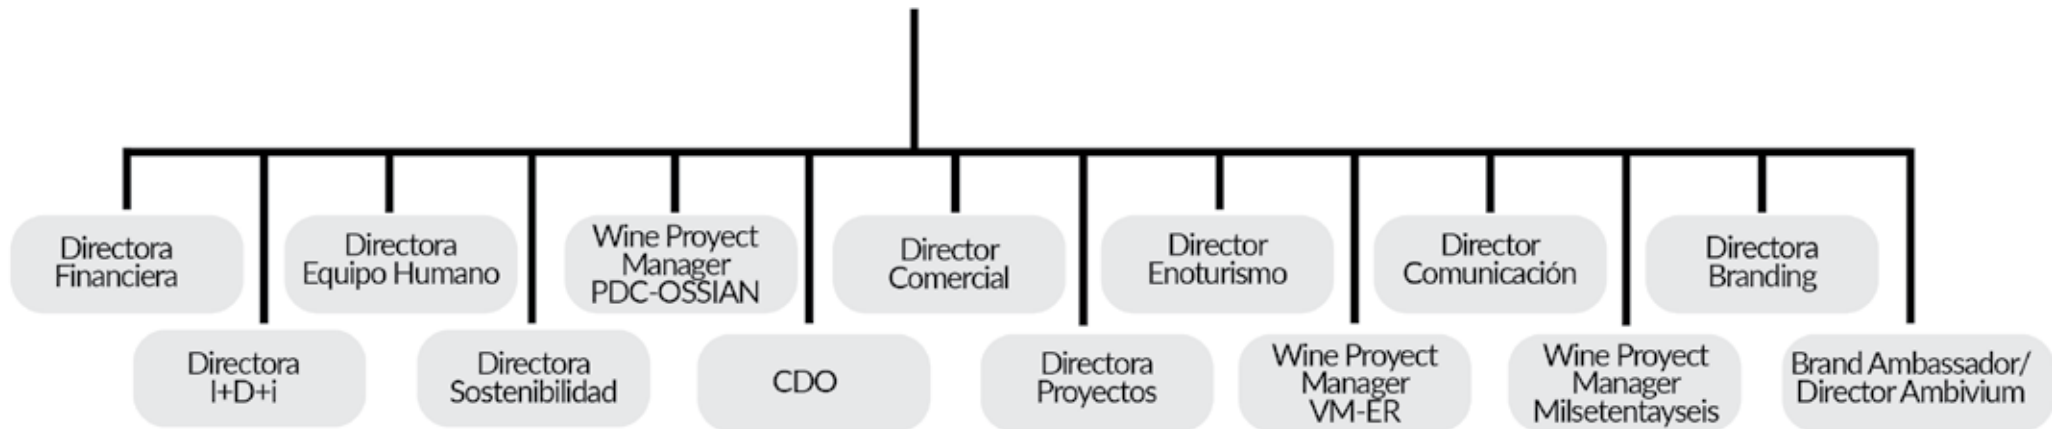 Directora
Financiera
Directora
I+D+i
Directora
Equipo Humano
Directora
Sostenibilidad
Wine Proyect
Manager
PDC-OSSIAN
CDO
Director
Comercial
Directora
Proyectos
Director
Enoturismo
Wine Proyect
Manager
VM-ER
Director
Comunicación
Wine Proyect
Manager
Milsetentayseis
Directora
Branding
Brand Ambassador/
Director Ambivium